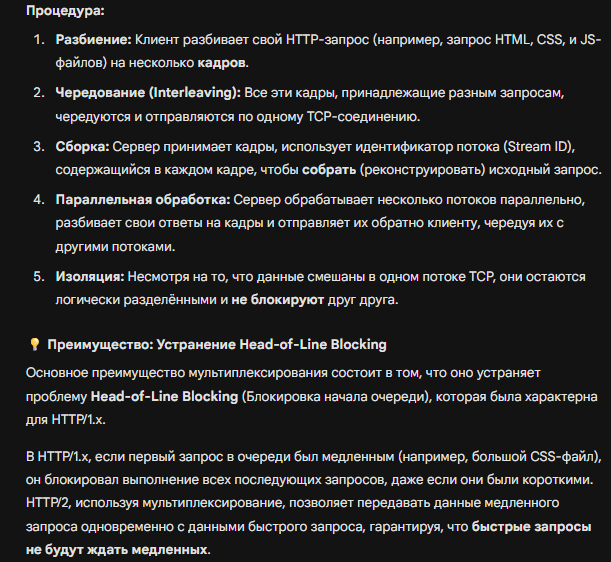 Процедура:
1. Разбиение: Клиент разбивает свой HTTP-запрос (например, запрос HTML, CSS, и JS-
файлов) на несколько кадров.
2. Чередование (Interleaving): Все эти кадры, принадлежащие разным запросам,
чередуются и отправляются по одному TCP-соединению.
3. Сборка: Сервер принимает кадры, использует идентификатор потока (Stream ID),
содержащийся в каждом кадре, чтобы собрать (реконструировать) исходный запрос.
4. Параллельная обработка: Сервер обрабатывает несколько потоков параллельно,
разбивает свои ответы на кадры и отправляет их обратно клиенту, чередуя их с
другими потоками.
5. Изоляция: Несмотря на то, что данные смешаны в одном потоке TCP, они остаются
логически разделёнными и не блокируют друг друга.
💡 Преимущество: Устранение Head-of-Line Blocking
Основное преимущество мультиплексирования состоит в том, что оно устраняет
проблему Head-of-Line Blocking (Блокировка начала очереди), которая была характерна
для HTTP/1.x.
В HTTP/1.x, если первый запрос в очереди был медленным (например, большой CSS-файл),
он блокировал выполнение всех последующих запросов, даже если они были короткими.
HTTP/2, используя мультиплексирование, позволяет передавать данные медленного
запроса одновременно с данными быстрого запроса, гарантируя, что быстрые запросы
не будут ждать медленных.